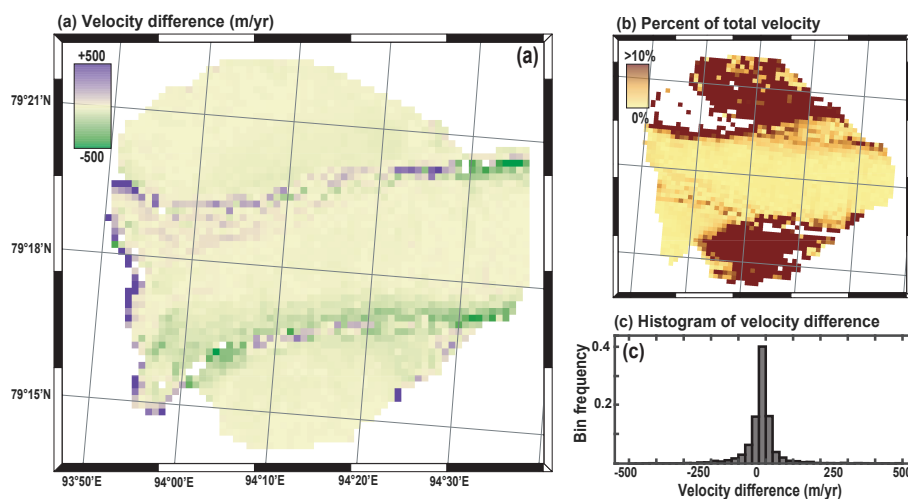 (a) Velocity difference (m/yr)
+500
-500
(a)
79°21'N
79°18'N
79°15'N
93°50'E 94°00'E 94°10'E 94°20'E 94°30'E
(b) Percent of total velocity
>10%
0%
(c) Histogram of velocity difference
(c)
Bin frequency
0.4
0.2
-500 -250 0 250 500
Velocity difference (m/yr)